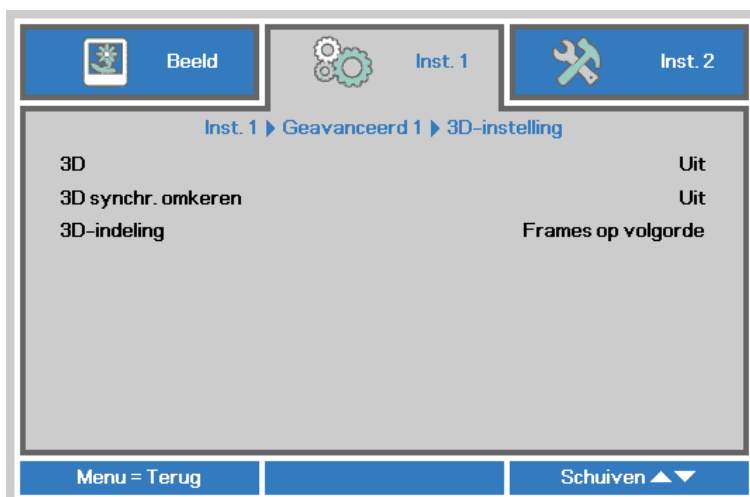 Beeld Inst. 1 Inst. 2
Inst. 1 ▶ Geavanceerd 1 ▶ 3D-instelling
3D Uit
3D synchr. omkeren Uit
3D-indeling Frames op volgorde
Menu = Terug Schuiven ▲▼